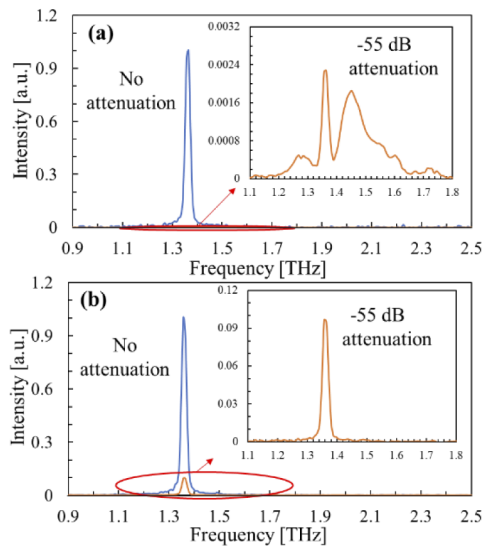 (a)
No
attenuation
-55 dB
attenuation
Intensity [a.u.]
1.2
1.0
0.8
0.5
0.3
0
0.0032
0.0024
0.0016
0.0008
0
1.1 1.2 1.3 1.4 1.5 1.6 1.7 1.8
0.9 1.1 1.3 1.5 1.7 1.9 2.1 2.3 2.5
Frequency [THz]
(b)
No
attenuation
-55 dB
attenuation
Intensity [a.u.]
1.2
0.9
0.6
0.3
0
0.12
0.09
0.06
0.03
0
1.1 1.2 1.3 1.4 1.5 1.6 1.7 1.8
0.9 1.1 1.3 1.5 1.7 1.9 2.1 2.3 2.5
Frequency [THz]